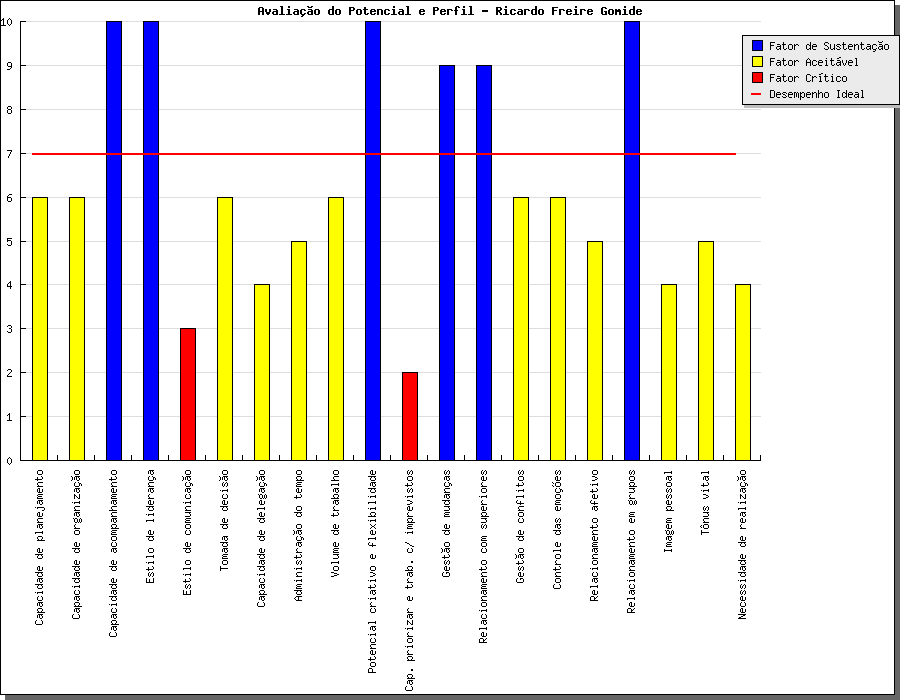 Avaliação do Potencial e Perfil - Ricardo Freire Gomide
10
9
8
7
6
5
4
3
2
1
0
Fator de Sustentação
Fator Aceitável
Fator Crítico
Desempenho Ideal
Capacidade de planejamento
Capacidade de organização
Capacidade de acompanhamento
Estilo de liderança
Estilo de comunicação
Tomada de decisão
Capacidade de delegação
Administração do tempo
Volume de trabalho
Potencial criativo e flexibilidade
Cap. priorizar e trab. c/ imprevistos
Gestão de mudanças
Relacionamento com superiores
Gestão de conflitos
Controle das emoções
Relacionamento afetivo
Relacionamento em grupos
Imagem pessoal
Tônus vital
Necessidade de realização